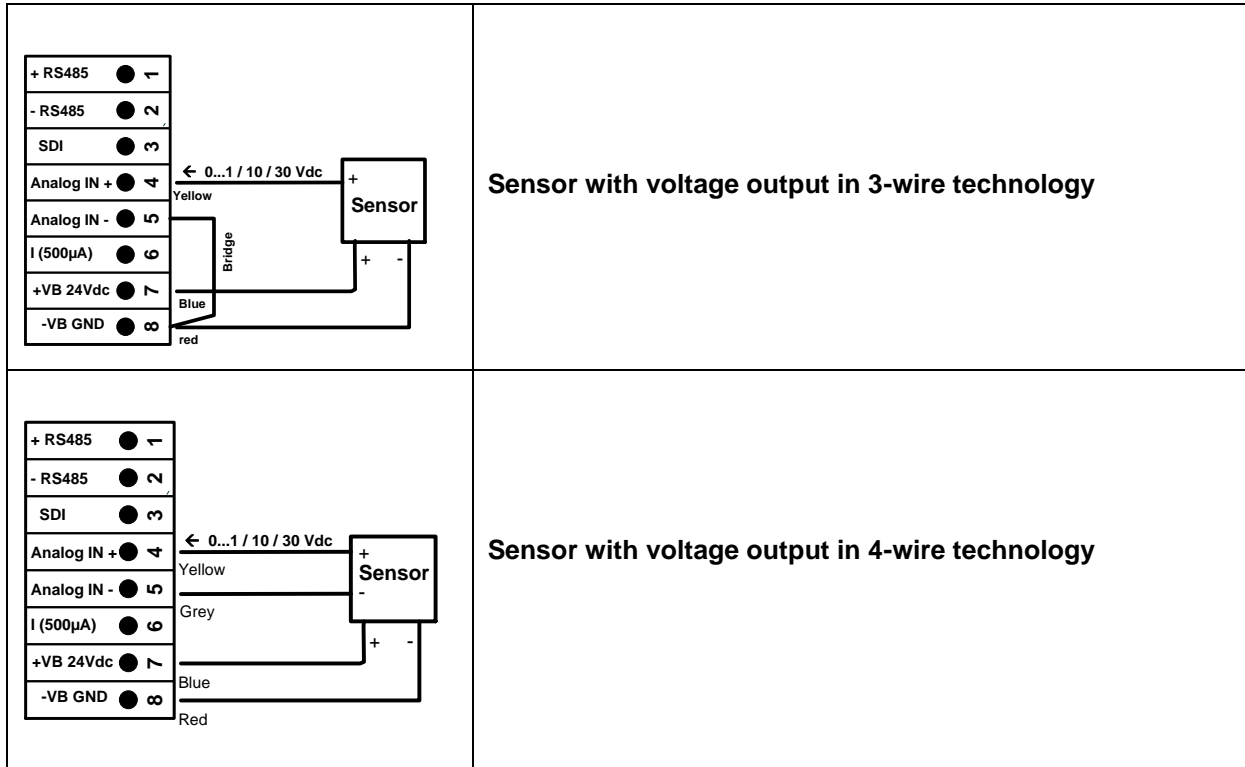 + RS485 1
- RS485 2
SDI 3
Analog IN + 4
← 0...1 / 10 / 30 Vdc
Yellow
+
Sensor
Analog IN - 5
Bridge
I (500µA) 6
+ -
+VB 24Vdc 7
Blue
-VB GND 8
red
Sensor with voltage output in 3-wire technology
+ RS485 1
- RS485 2
SDI 3
Analog IN + 4
← 0...1 / 10 / 30 Vdc
Yellow
+
Sensor
-
Analog IN - 5
Grey
I (500µA) 6
+ -
+VB 24Vdc 7
Blue
-VB GND 8
Red
Sensor with voltage output in 4-wire technology